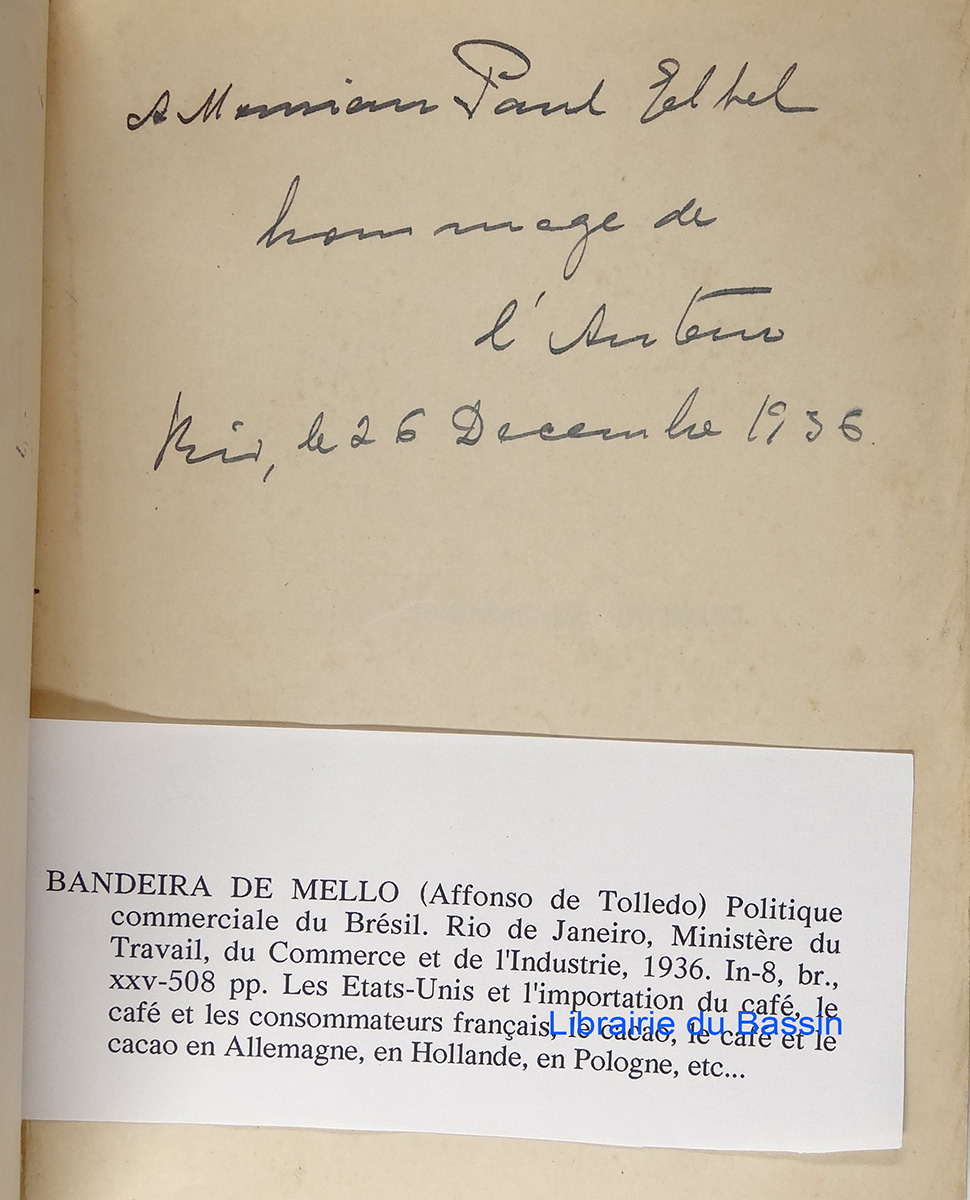 A Monsieur Paul Elbel
hommage de
l'Auteur
Rio, le 26 Decembre 1936.
BANDEIRA DE MELLO (Affonso de Tolledo) Politique
commerciale du Brésil. Rio de Janeiro, Ministère du
Travail, du Commerce et de l'Industrie, 1936. In-8, br.,
xxv-508 pp. Les Etats-Unis et l'importation du café, le
café et les consommateurs français, le cacao, le café et le
cacao en Allemagne, en Hollande, en Pologne, etc...
Librairie du Bassin